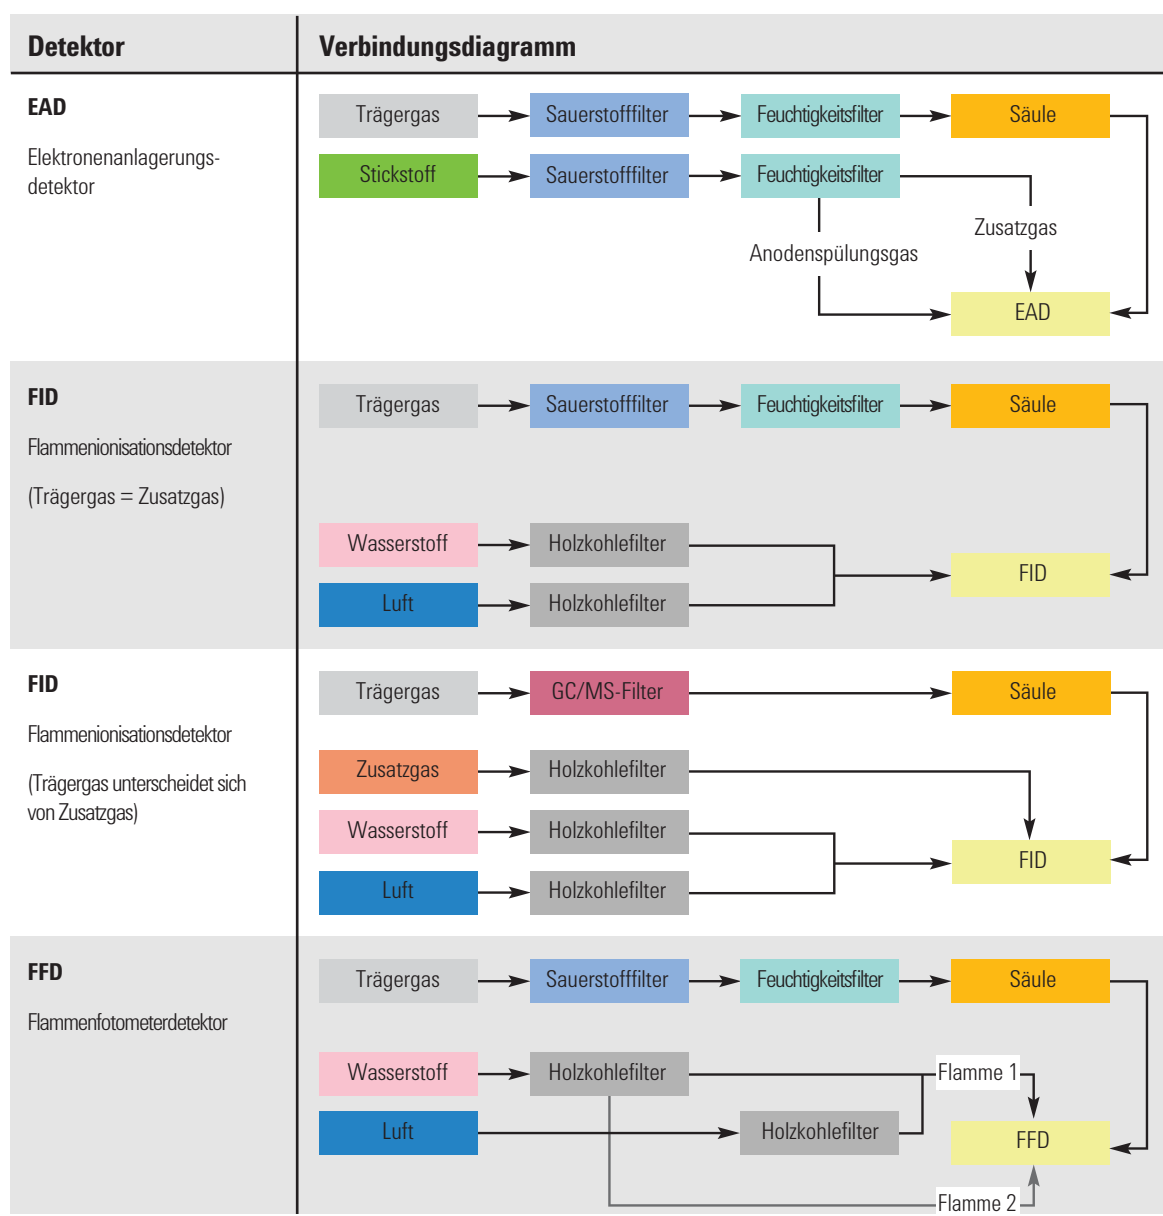 Detektor
Verbindungsdiagramm
EAD
Elektronenanlagerungs-
detektor
Trägergas
Sauerstofffilter
Feuchtigkeitsfilter
Säule
Stickstoff
Sauerstofffilter
Feuchtigkeitsfilter
Zusatzgas
Anodenspülungsgas
EAD
FID
Flammenionisationsdetektor
(Trägergas = Zusatzgas)
Trägergas
Sauerstofffilter
Feuchtigkeitsfilter
Säule
Wasserstoff
Holzkohlefilter
FID
Luft
Holzkohlefilter
FID
Flammenionisationsdetektor
(Trägergas unterscheidet sich
von Zusatzgas)
Trägergas
GC/MS-Filter
Säule
Zusatzgas
Holzkohlefilter
Wasserstoff
Holzkohlefilter
FID
Luft
Holzkohlefilter
FFD
Flammenfotometerdetektor
Trägergas
Sauerstofffilter
Feuchtigkeitsfilter
Säule
Wasserstoff
Holzkohlefilter
Flamme 1
Luft
Holzkohlefilter
FFD
Flamme 2